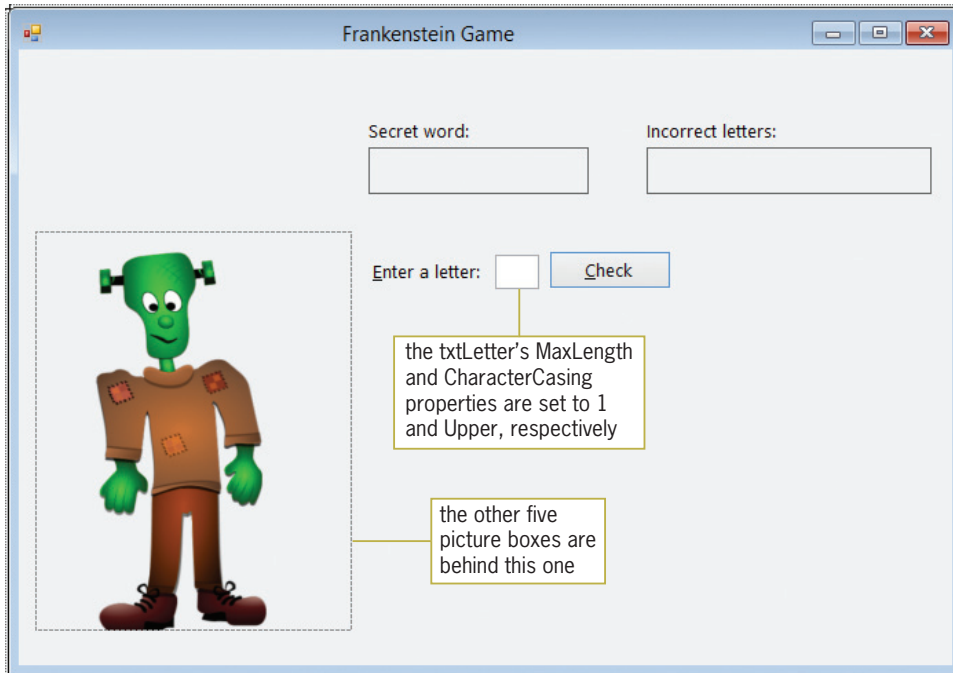 Frankenstein Game
Secret word:
Incorrect letters:
Enter a letter:
Check
the txtLetter's MaxLength
and CharacterCasing
properties are set to 1
and Upper, respectively
the other five
picture boxes are
behind this one